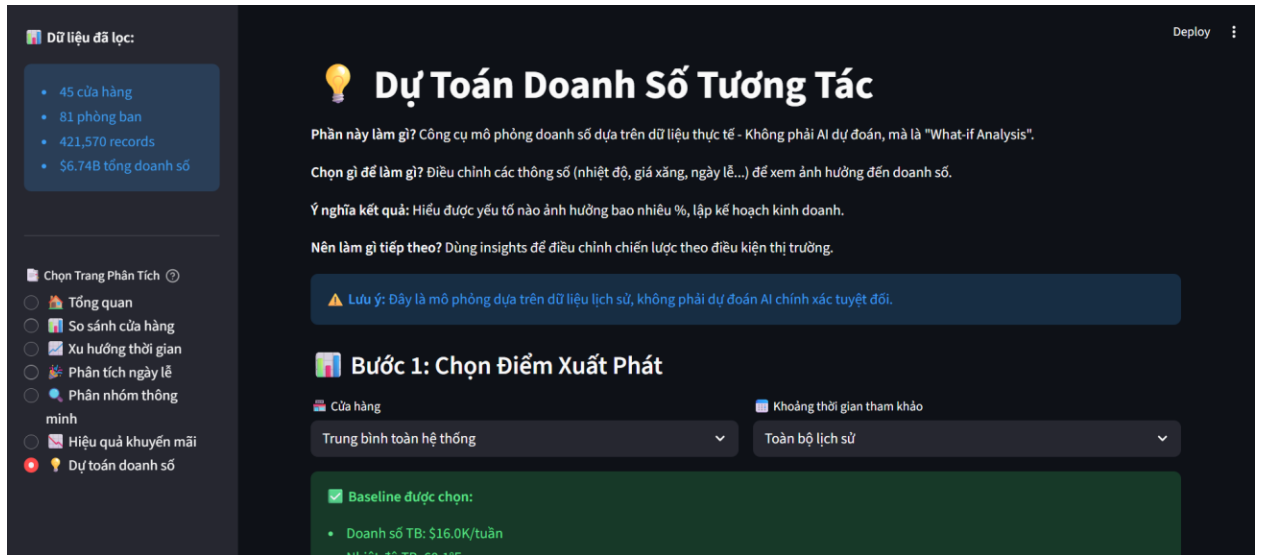 Dữ liệu đã lọc:
45 cửa hàng
81 phòng ban
421,570 records
$6.74B tổng doanh số
Chọn Trang Phân Tích
Tổng quan
So sánh cửa hàng
Xu hướng thời gian
Phân tích ngày lễ
Phân nhóm thông
minh
Hiệu quả khuyến mãi
Dự toán doanh số
Deploy
Dự Toán Doanh Số Tương Tác
Phần này làm gì? Công cụ mô phỏng doanh số dựa trên dữ liệu thực tế - Không phải AI dự đoán, mà là "What-if Analysis".
Chọn gì để làm gì? Điều chỉnh các thông số (nhiệt độ, giá xăng, ngày lễ...) để xem ảnh hưởng đến doanh số.
Ý nghĩa kết quả: Hiểu được yếu tố nào ảnh hưởng bao nhiêu %, lập kế hoạch kinh doanh.
Nên làm gì tiếp theo? Dùng insights để điều chỉnh chiến lược theo điều kiện thị trường.
Lưu ý: Đây là mô phỏng dựa trên dữ liệu lịch sử, không phải dự đoán AI chính xác tuyệt đối.
Bước 1: Chọn Điểm Xuất Phát
Cửa hàng
Khoảng thời gian tham khảo
Trung bình toàn hệ thống
Toàn bộ lịch sử
Baseline được chọn:
Doanh số TB: $16.0K/tuần